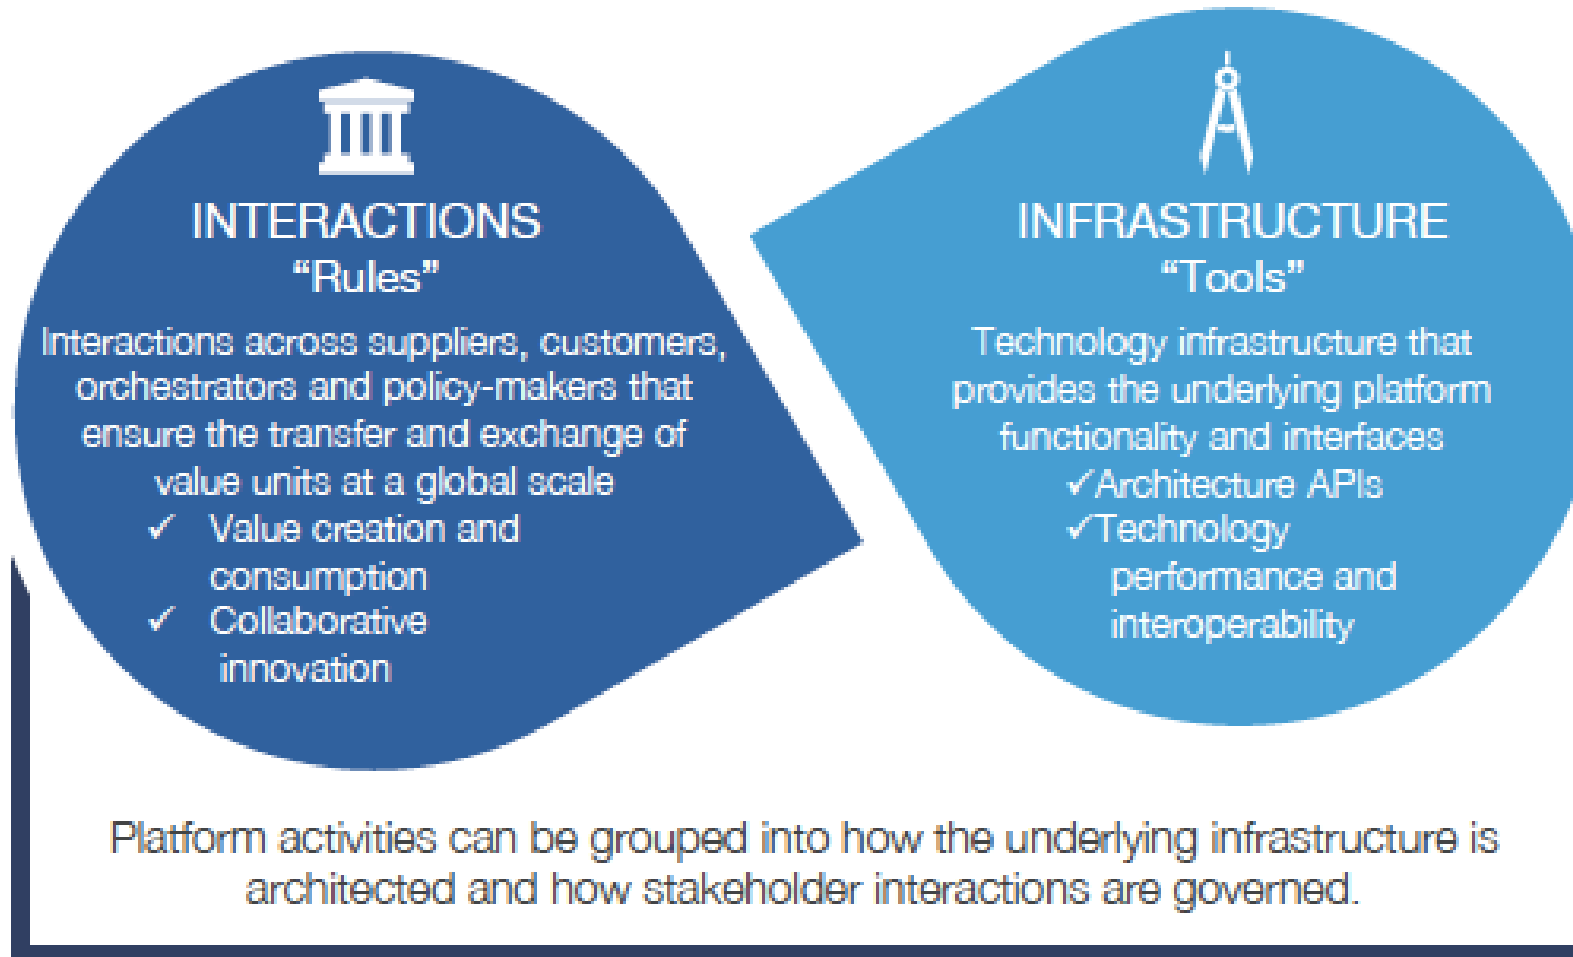 INTERACTIONS
“Rules”
Interactions across suppliers, customers,
orchestrators and policy-makers that
ensure the transfer and exchange of
value units at a global scale
✓ Value creation and
consumption
✓ Collaborative
innovation
INFRASTRUCTURE
“Tools”
Technology infrastructure that
provides the underlying platform
functionality and interfaces
✓Architecture APIs
✓Technology
performance and
interoperability
Platform activities can be grouped into how the underlying infrastructure is
architected and how stakeholder interactions are governed.